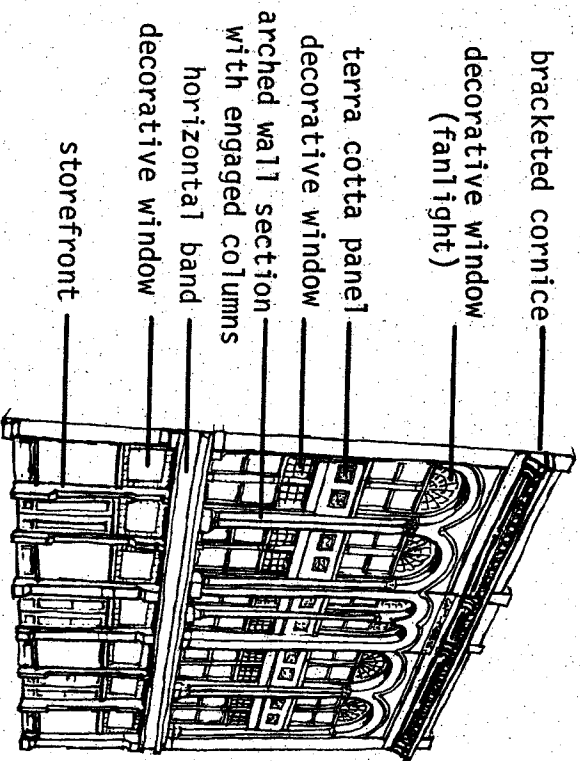 bracketed cornice
decorative window
(fanlight)
terra cotta panel
decorative window
arched wall section
with engaged columns
horizontal band
decorative window
storefront